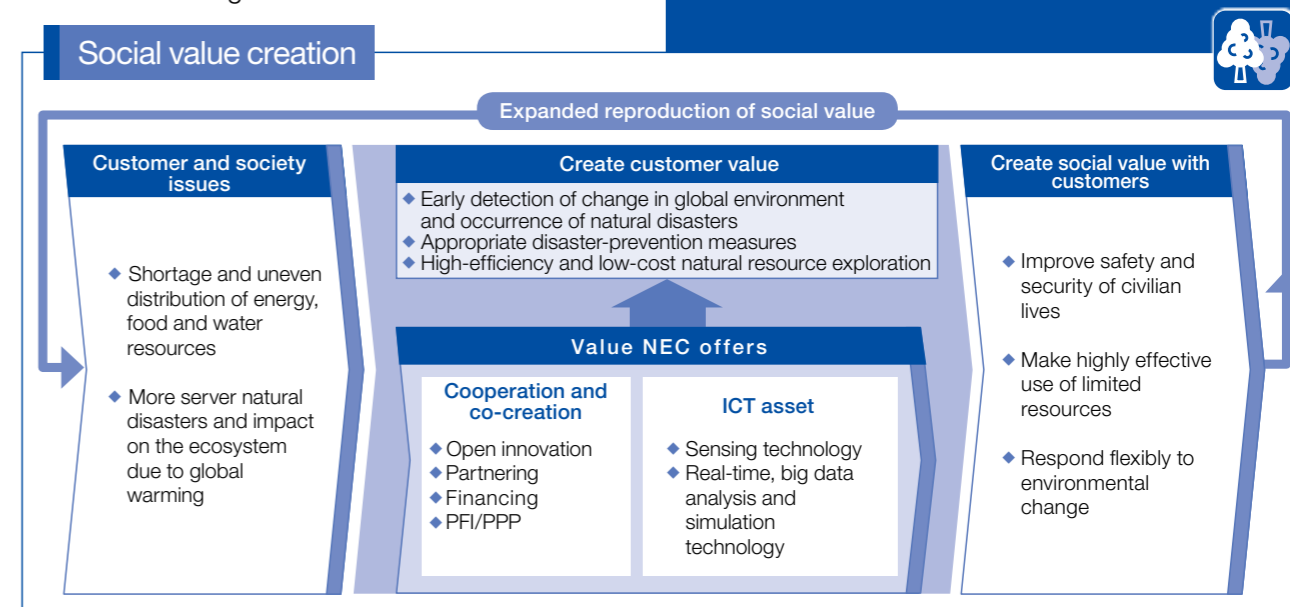 Social value creation
Expanded reproduction of social value
Customer and society
issues
◆ Shortage and uneven
distribution of energy,
food and water
resources
◆ More server natural
disasters and impact
on the ecosystem
due to global
warming
Create customer value
◆ Early detection of change in global environment
and occurrence of natural disasters
◆ Appropriate disaster-prevention measures
◆ High-efficiency and low-cost natural resource exploration
Value NEC offers
Cooperation and
co-creation
◆ Open innovation
◆ Partnering
◆ Financing
◆ PFI/PPP
ICT asset
◆ Sensing technology
◆ Real-time, big data
analysis and
simulation
technology
Create social value with
customers
◆ Improve safety and
security of civilian
lives
◆ Make highly effective
use of limited
resources
◆ Respond flexibly to
environmental
change